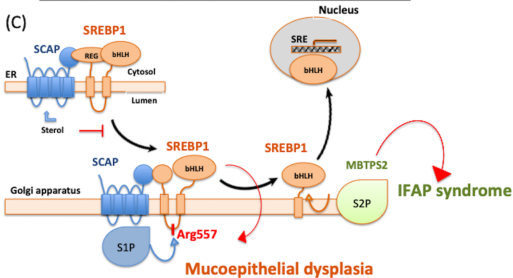 (C)
Nucleus
SREBP1
SCAP
SRE
REG
bHLH
bHLH
ER
Cytosol
Lumen
Sterol
SREBP1
SREBP1
MBTPS2
SCAP
bHLH
bHLH
IFAP syndrome
Golgi apparatus
S2P
Arg557
S1P
Mucoepithelial dysplasia